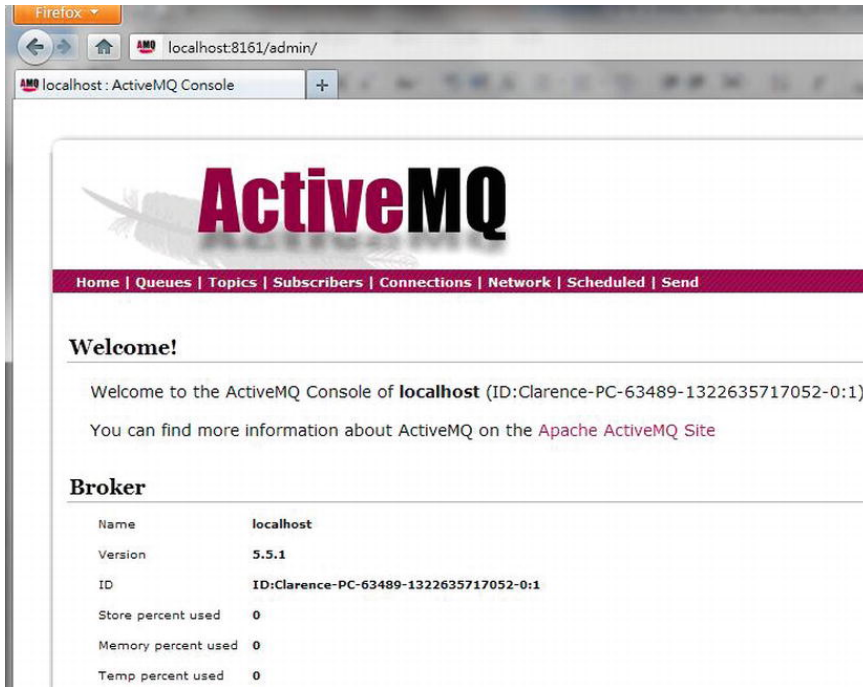 Firefox
AMQ localhost:8161/admin/
AMQ localhost : ActiveMQ Console
ActiveMQ
Home | Queues | Topics | Subscribers | Connections | Network | Scheduled | Send
Welcome!
Welcome to the ActiveMQ Console of localhost (ID:Clarence-PC-63489-1322635717052-0:1)
You can find more information about ActiveMQ on the Apache ActiveMQ Site
Broker
Name localhost
Version 5.5.1
ID ID:Clarence-PC-63489-1322635717052-0:1
Store percent used 0
Memory percent used 0
Temp percent used 0